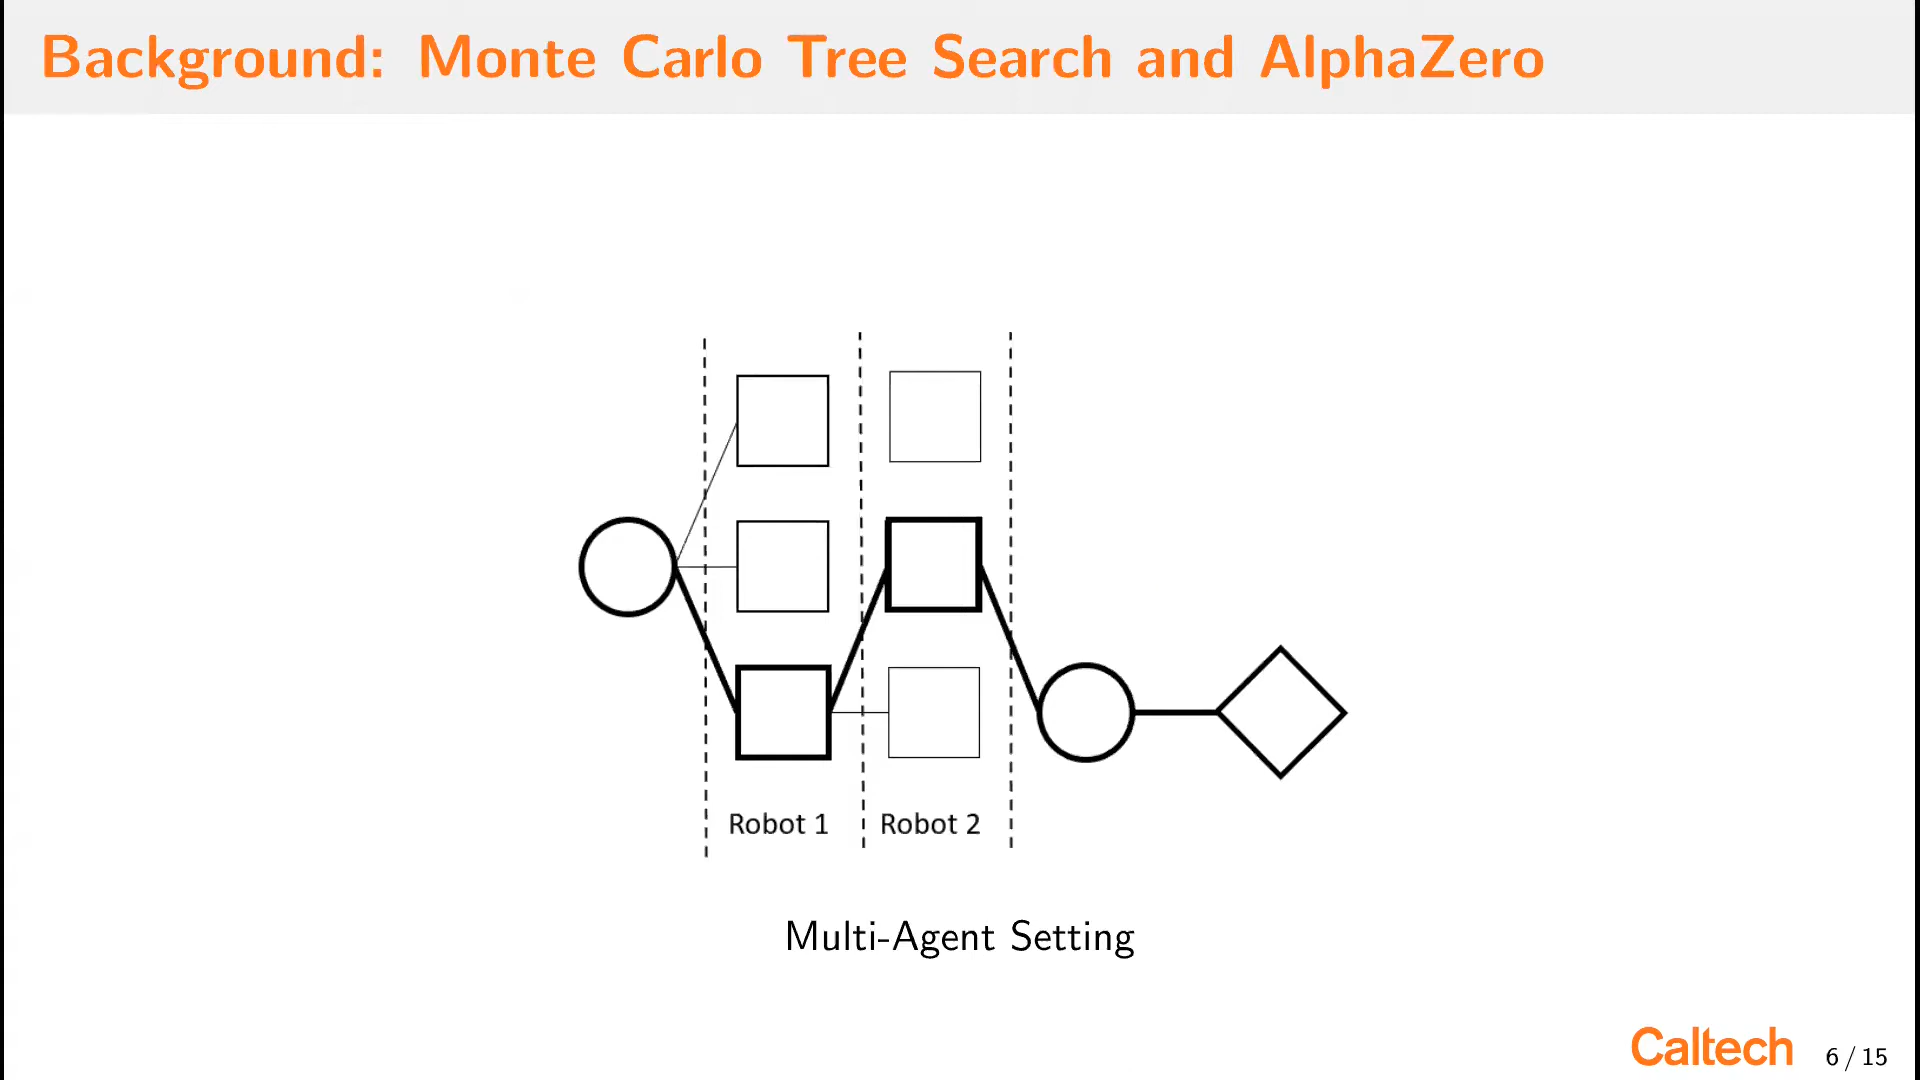 Background: Monte Carlo Tree Search and AlphaZero
Robot 1 Robot 2
Multi-Agent Setting
Caltech 6 / 15